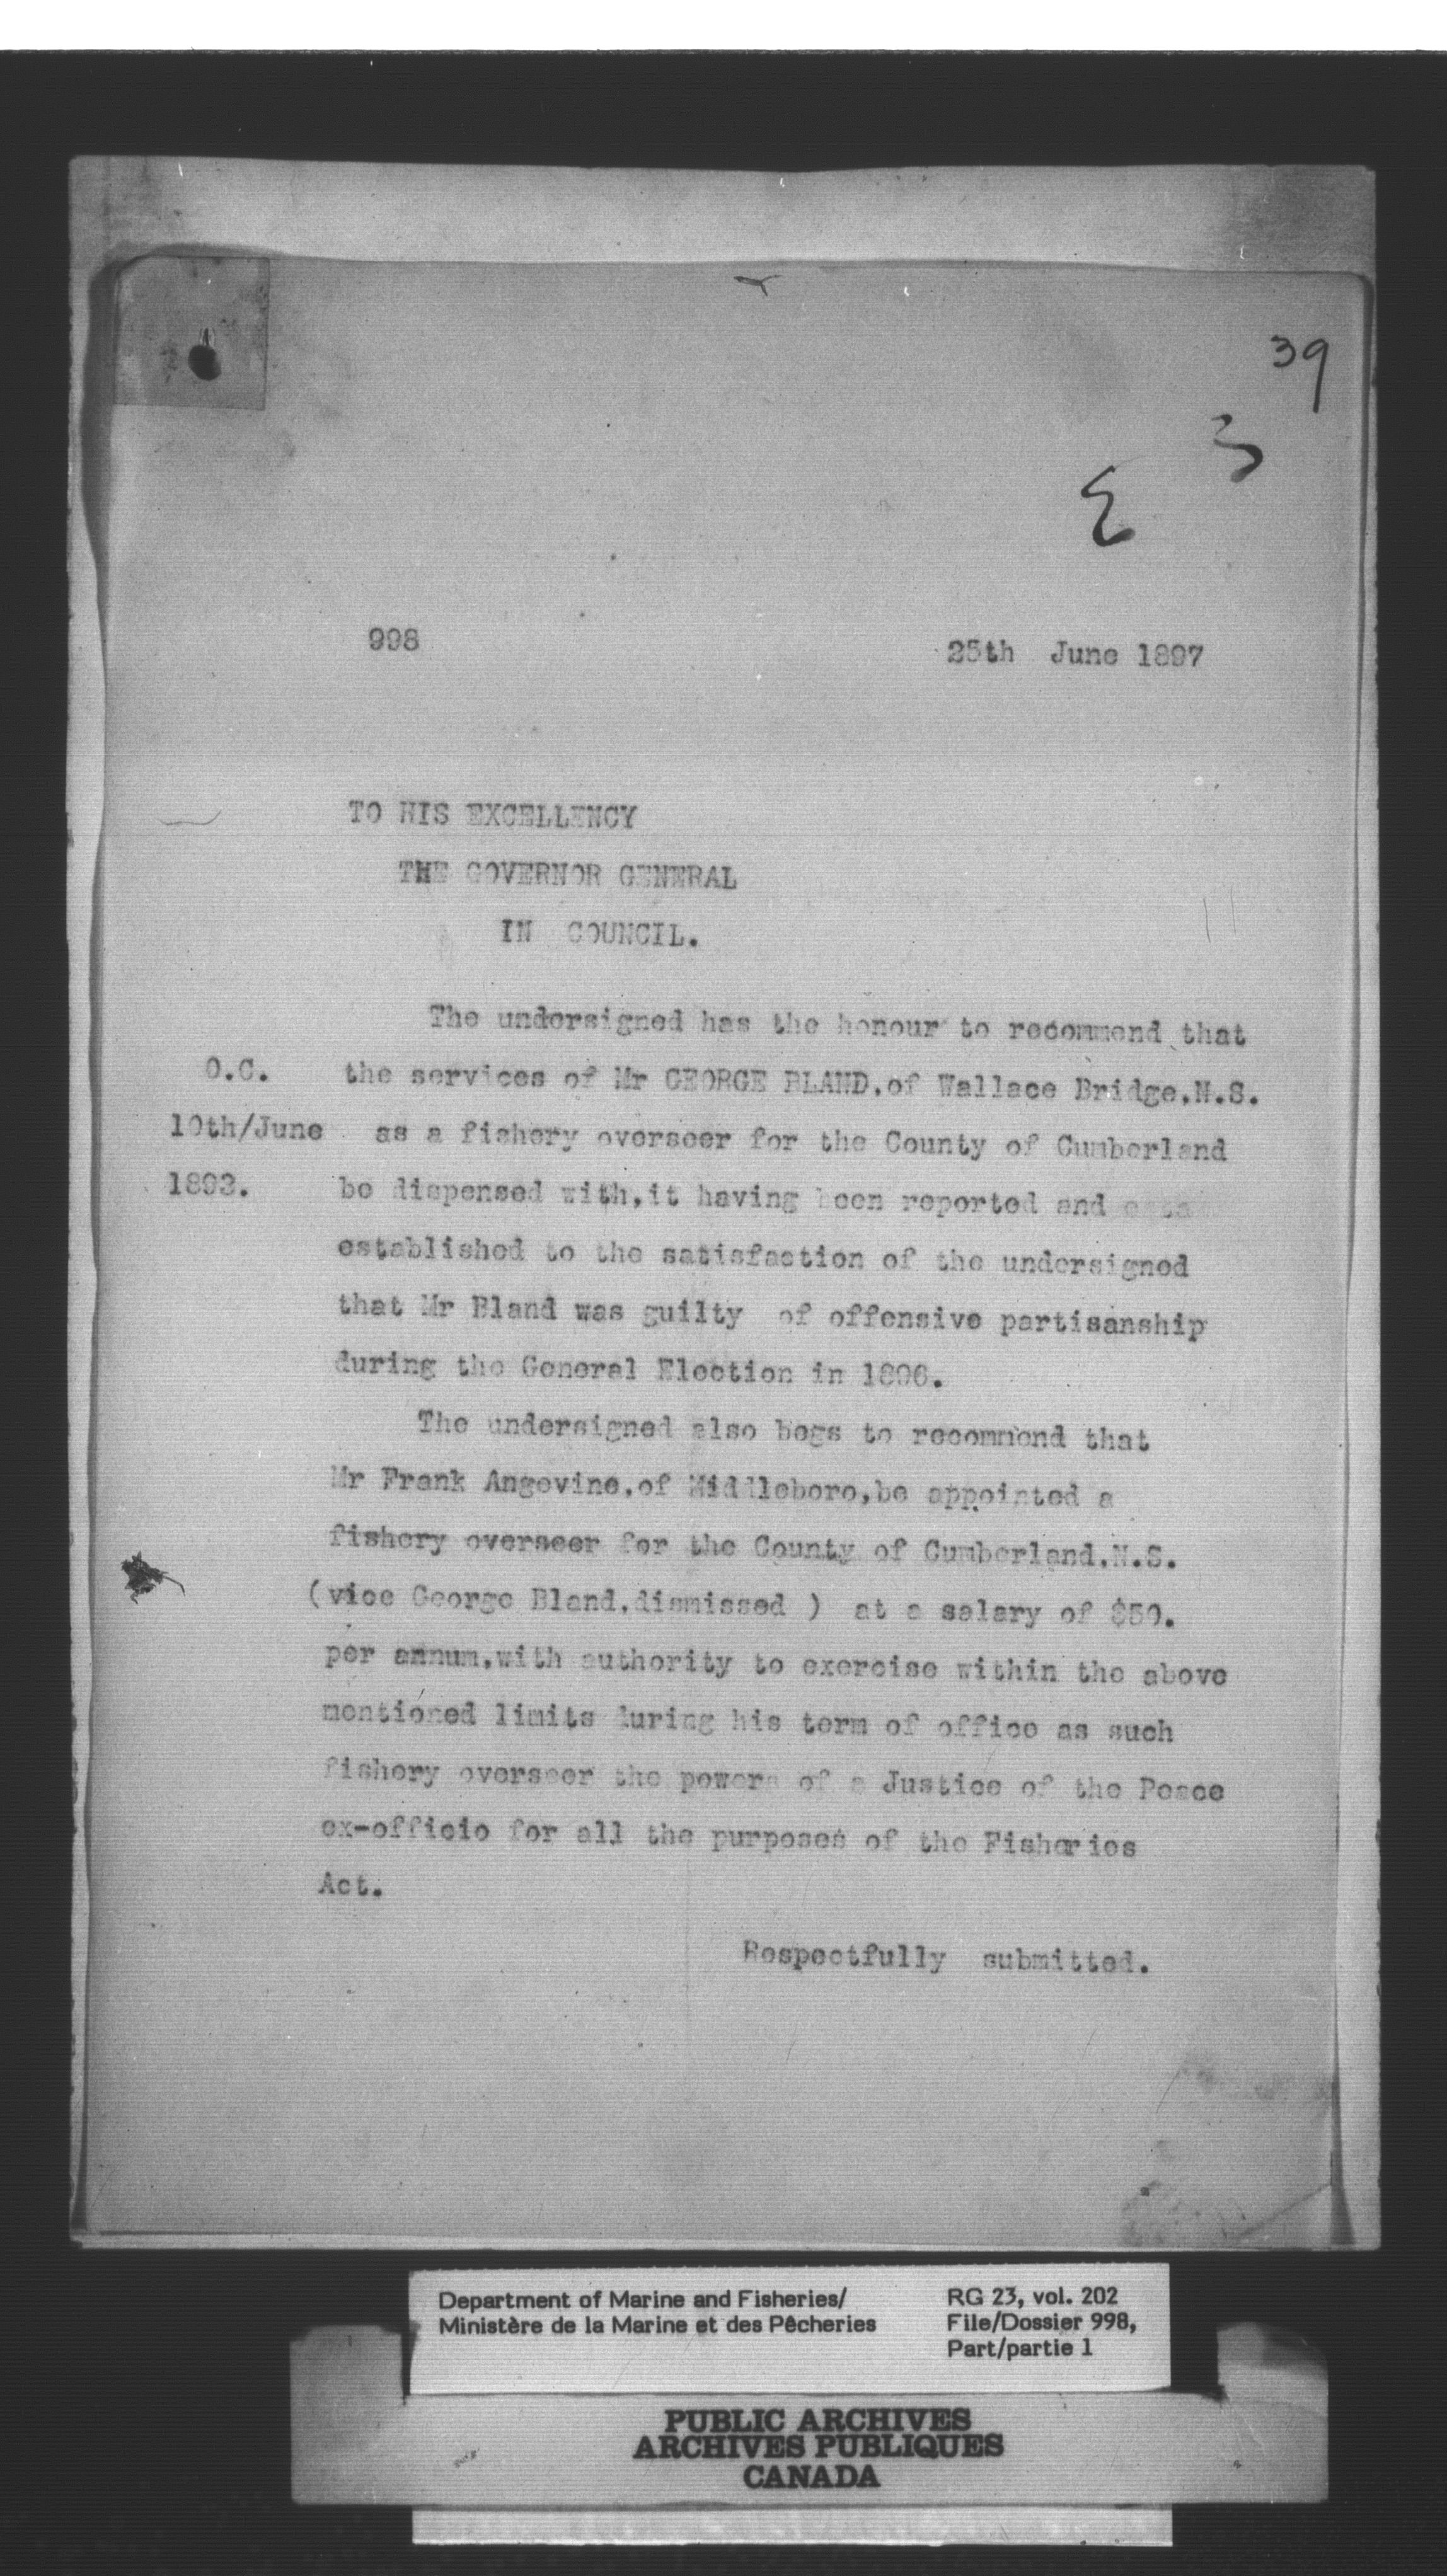 39
3
998
25th June 1897
TO HIS EXCELLENCY
THE GOVERNOR GENERAL
IN COUNCIL.
The undersigned has the honour to recommend that
O.C. the services of Mr GEORGE BLAND,of Wallace Bridge,N.S.
10th/June as a fishery overseer for the County of Cumberland
1893. be dispensed with,it having been reported and esta
established to the satisfaction of the undersigned
that Mr Bland was guilty of offensive partisanship
during the General Election in 1896.
The undersigned also begs to recommend that
Mr Frank Angevine,of Middleboro,be appointed a
fishery overseer for the County of Cumberland,N.S.
(vice George Bland,dismissed ) at a salary of $50.
per annum,with authority to exercise within the above
mentioned limits during his term of office as such
fishery overseer the powers of a Justice of the Peace
ex-officio for all the purposes of the Fisheries
Act.
Respectfully submitted.
Department of Marine and Fisheries/
Ministère de la Marine et des Pêcheries
RG 23, vol. 202
File/Dossier 998,
Part/partie 1
PUBLIC ARCHIVES
ARCHIVES PUBLIQUES
CANADA